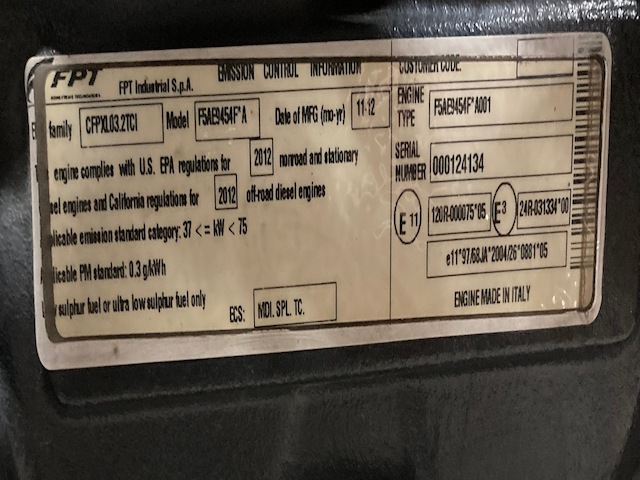 FPT FPT Industrial S.p.A. EMISSION CONTROL INFORMATION CUSTOMER CODE.
family CFPXL03.2TCI Model F5AE9454F*A Date of MFG (mo-yr) 11-12
ENGINE TYPE F5AE9454F*A001
engine complies with U.S. EPA regulations for 2012 nonroad and stationary
SERIAL NUMBER 000124134
sel engines and California regulations for 2012 off-road diesel engines
E 11 120R-000075*05 E 3 24R-031334*00
plicable emission standard category: 37 < = kW < 75
e11*97/68JA*2004/26*0881*05
licable PM standard: 0.3 g/kWh
w sulphur fuel or ultra low sulphur fuel only
ECS: MDI. SPL. TC.
ENGINE MADE IN ITALY